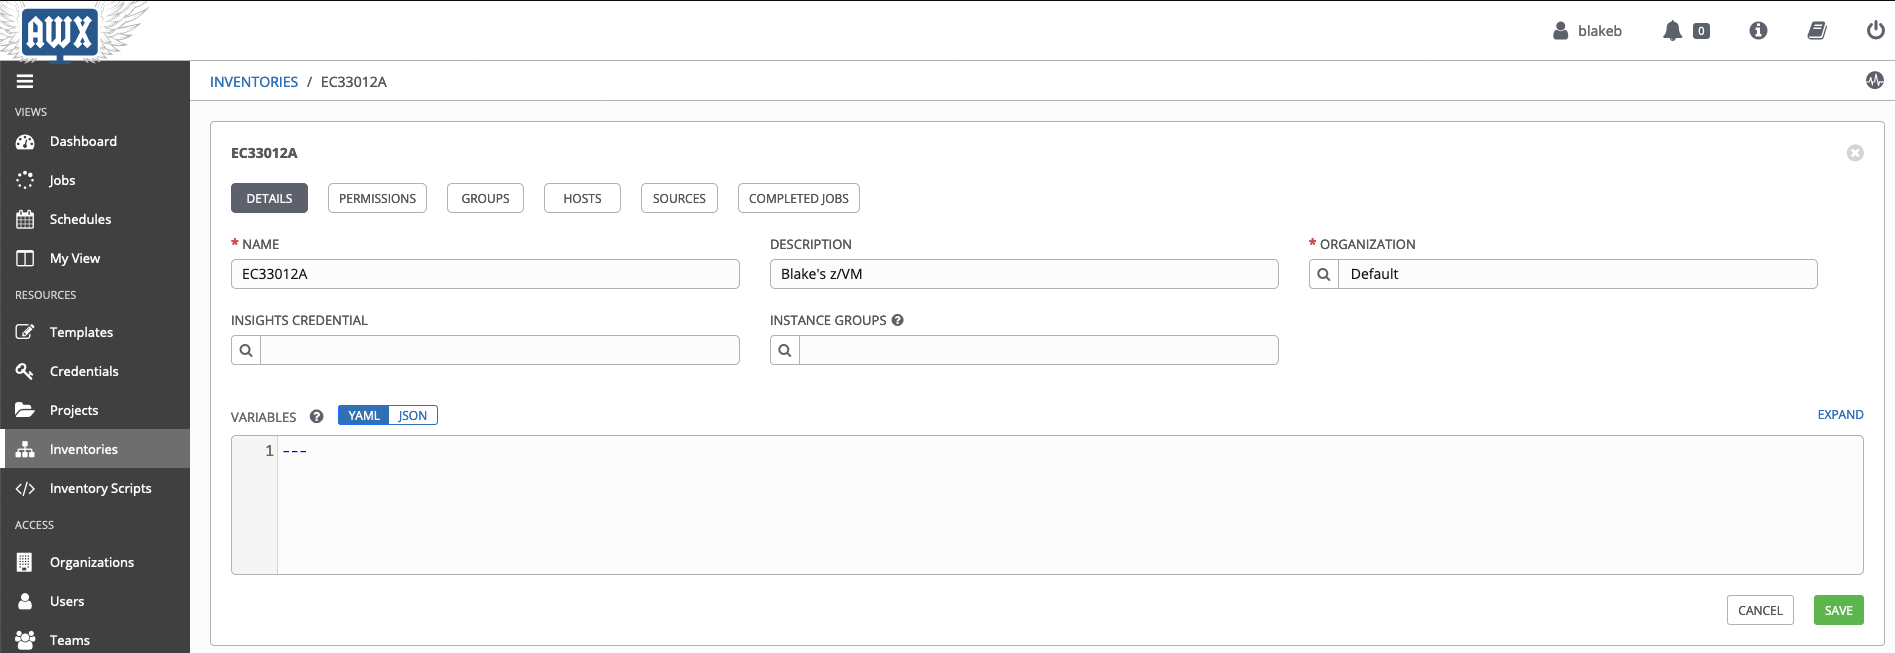 AWX
blakeb
0
INVENTORIES / EC33012A
VIEWS
Dashboard
Jobs
Schedules
My View
RESOURCES
Templates
Credentials
Projects
Inventories
Inventory Scripts
ACCESS
Organizations
Users
Teams
EC33012A
DETAILS PERMISSIONS GROUPS HOSTS SOURCES COMPLETED JOBS
* NAME
EC33012A
DESCRIPTION
Blake's z/VM
* ORGANIZATION
Default
INSIGHTS CREDENTIAL
INSTANCE GROUPS ?
VARIABLES ? YAML JSON
EXPAND
1 ---
CANCEL SAVE